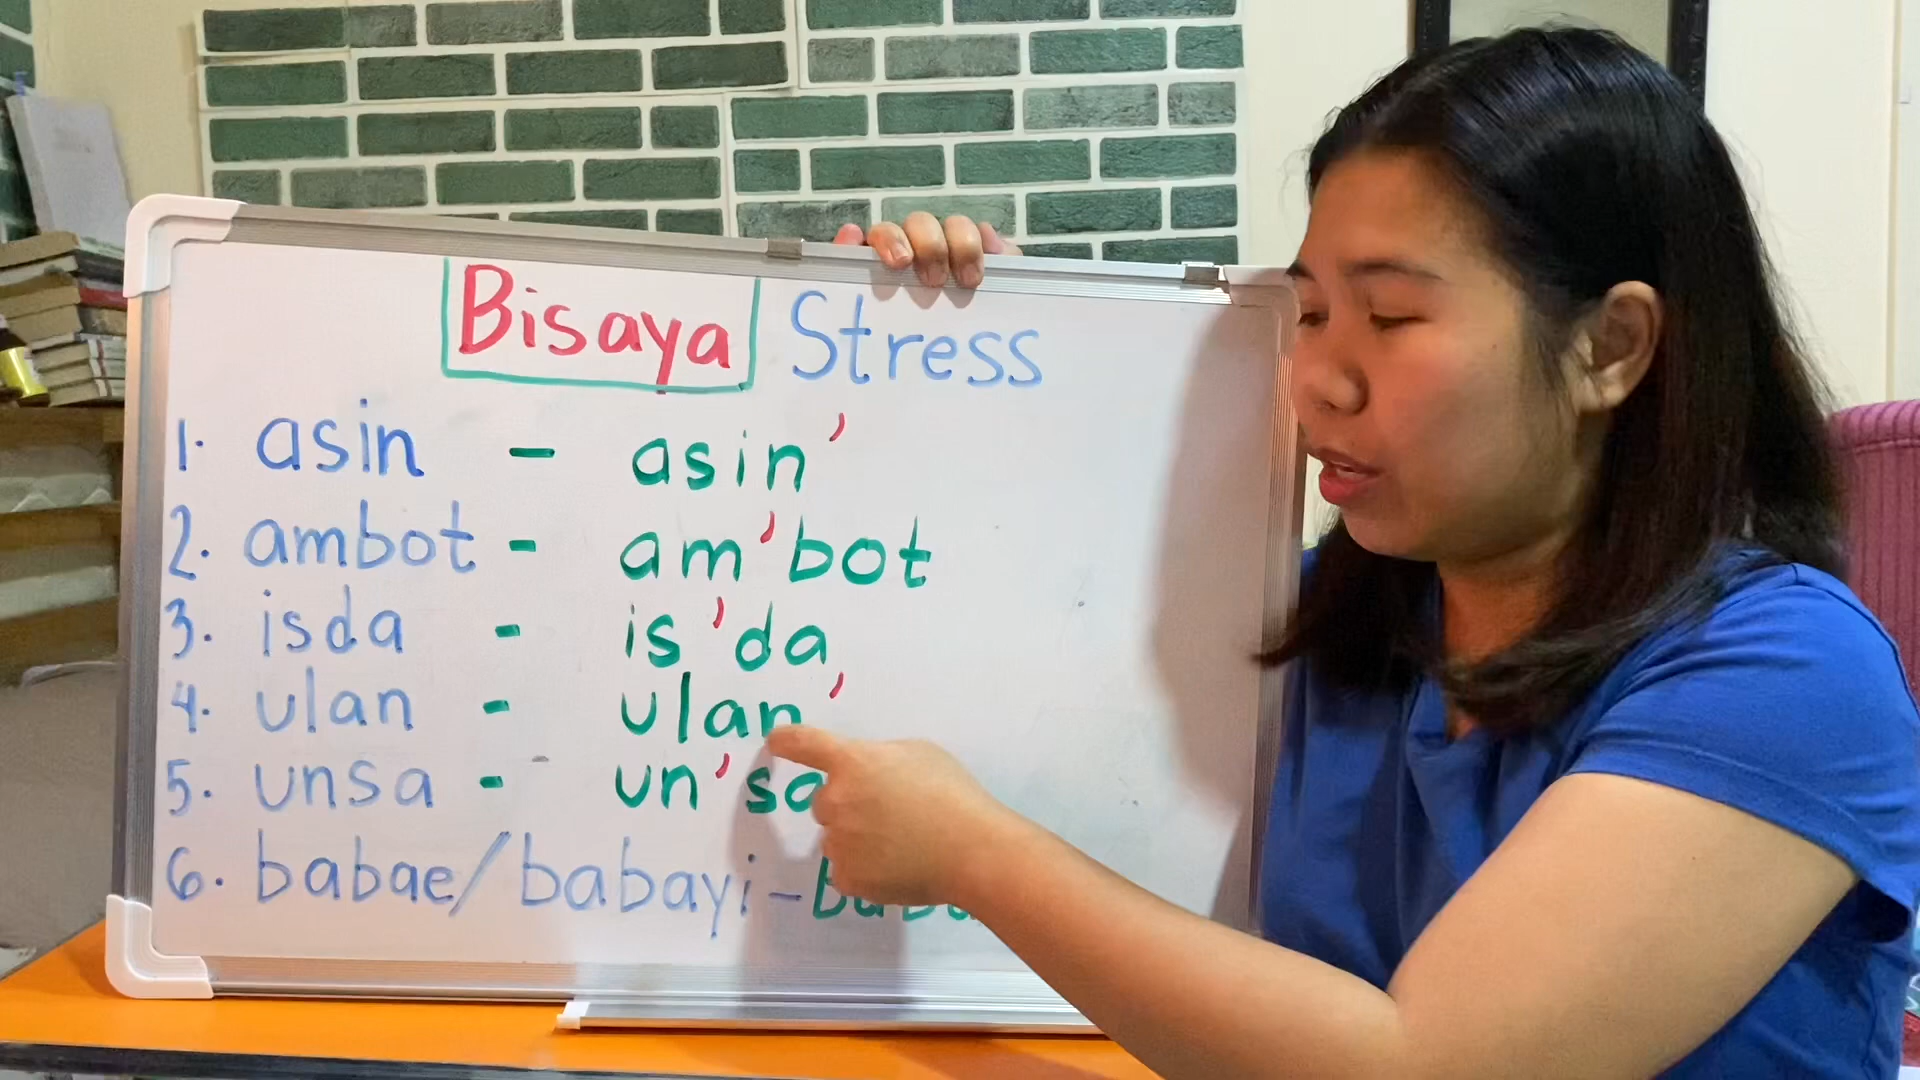 Bisaya Stress
1. asin - asin'
2. ambot - am'bot
3. isda - is'da
4. ulan - ulan'
5. unsa - un'sa
6. babae/babayi -